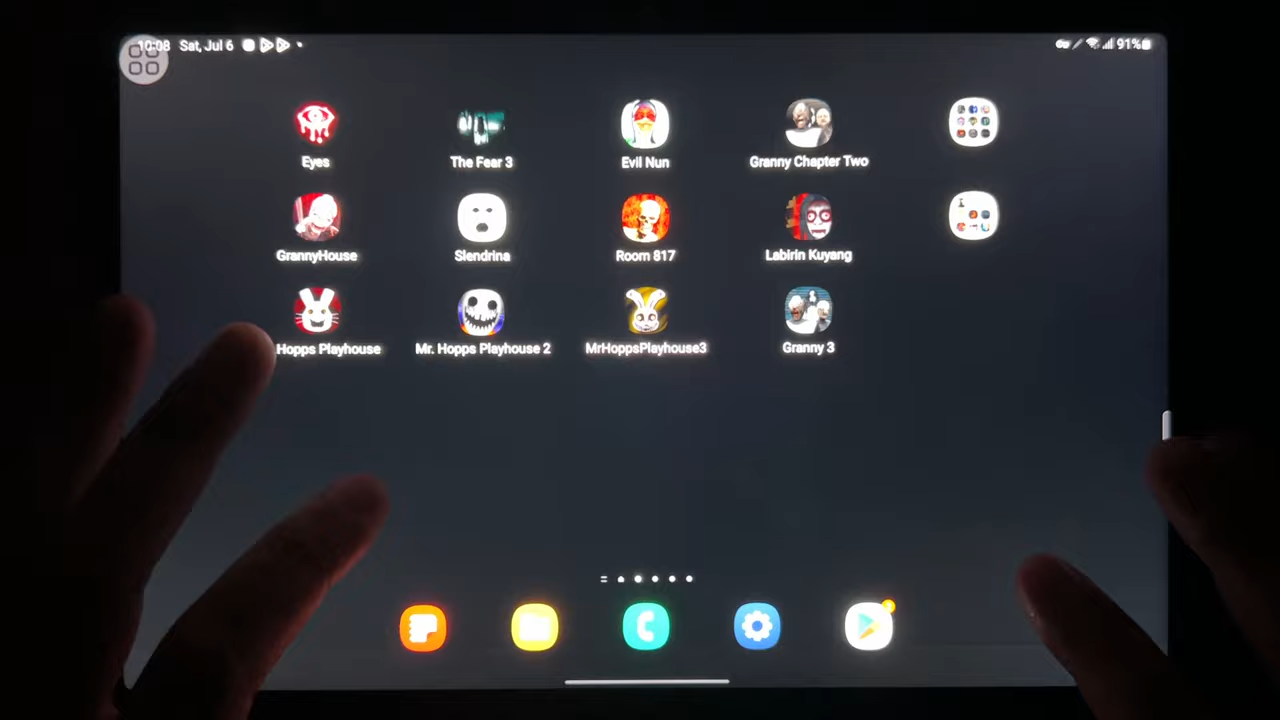 10:08 Sat, Jul 6
91%
Eyes
The Fear 3
Evil Nun
Granny Chapter Two
GrannyHouse
Slendrina
Room 817
Labirin Kuyang
Hopps Playhouse
Mr. Hopps Playhouse 2
MrHoppsPlayhouse3
Granny 3